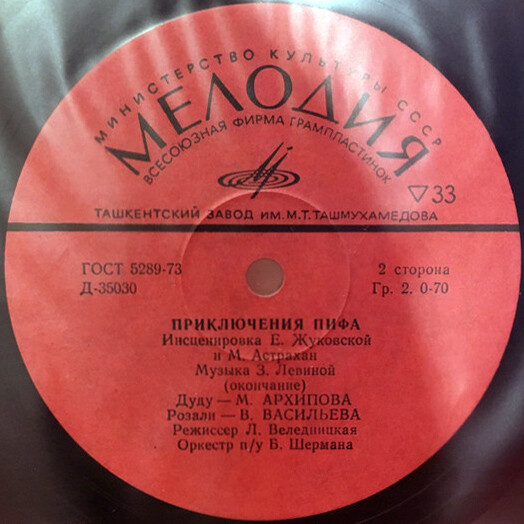 МИНИСТЕРСТВО КУЛЬТУРЫ СССР
МЕЛОДИЯ
ВСЕСОЮЗНАЯ ФИРМА ГРАМПЛАСТИНОК
▽33
ТАШКЕНТСКИЙ ЗАВОД ИМ. М.Т. ТАШМУХАМЕДОВА
ГОСТ 5289-73
Д-35030
2 сторона
Гр. 2. 0-70
ПРИКЛЮЧЕНИЯ ПИФА
Инсценировка Е. Жуковской
и М. Астрахан
Музыка З. Левиной
(окончание)
Дуду — М. АРХИПОВА
Розали — В. ВАСИЛЬЕВА
Режиссер Л. Веледницкая
Оркестр п/у Б. Шермана